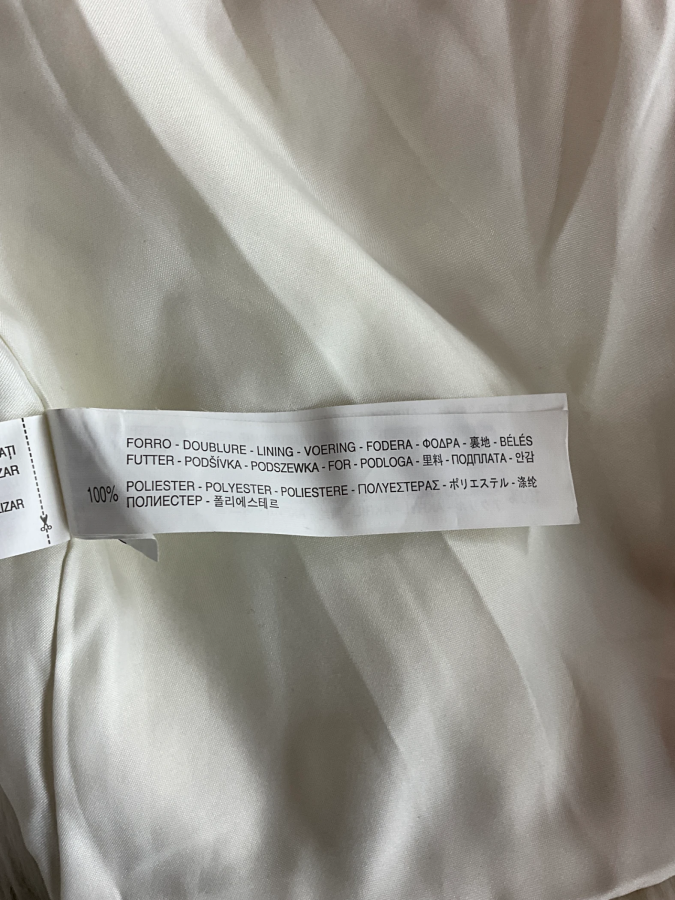 FORRO - DOUBLURE - LINING - VOERING - FODERA - ΦΟΔΡΑ - 裏地 - BÉLÉS
FUTTER - PODŠÍVKA - PODSZEWKA - FOR - PODLOGA - 里料 - ПОДПЛАТА - 안감
100% POLIESTER - POLYESTER - POLIESTERE - ΠΟΛΥΕΣΤΕΡΑΣ - ポリエステル - 涤纶
ПОЛИЕСТЕР - 폴리에스테르